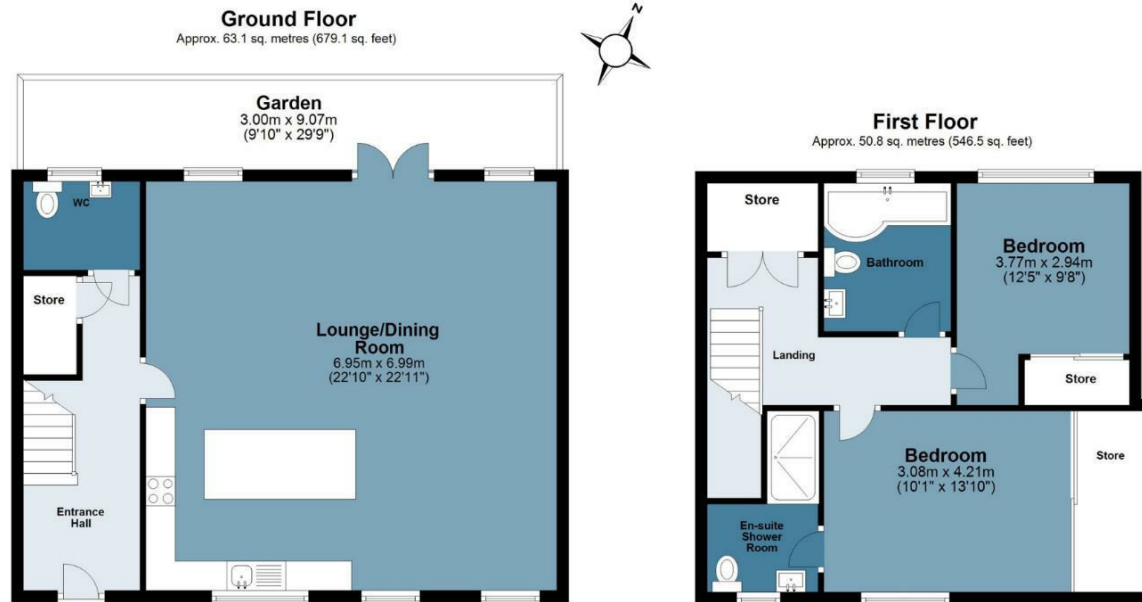 Ground Floor
Approx. 63.1 sq. metres (679.1 sq. feet)
N
Garden
3.00m x 9.07m
(9'10" x 29'9")
WC
Store
Lounge/Dining
Room
6.95m x 6.99m
(22'10" x 22'11")
Entrance
Hall
First Floor
Approx. 50.8 sq. metres (546.5 sq. feet)
Store
Bathroom
Bedroom
3.77m x 2.94m
(12'5" x 9'8")
Landing
Store
Bedroom
3.08m x 4.21m
(10'1" x 13'10")
Store
En-suite
Shower
Room